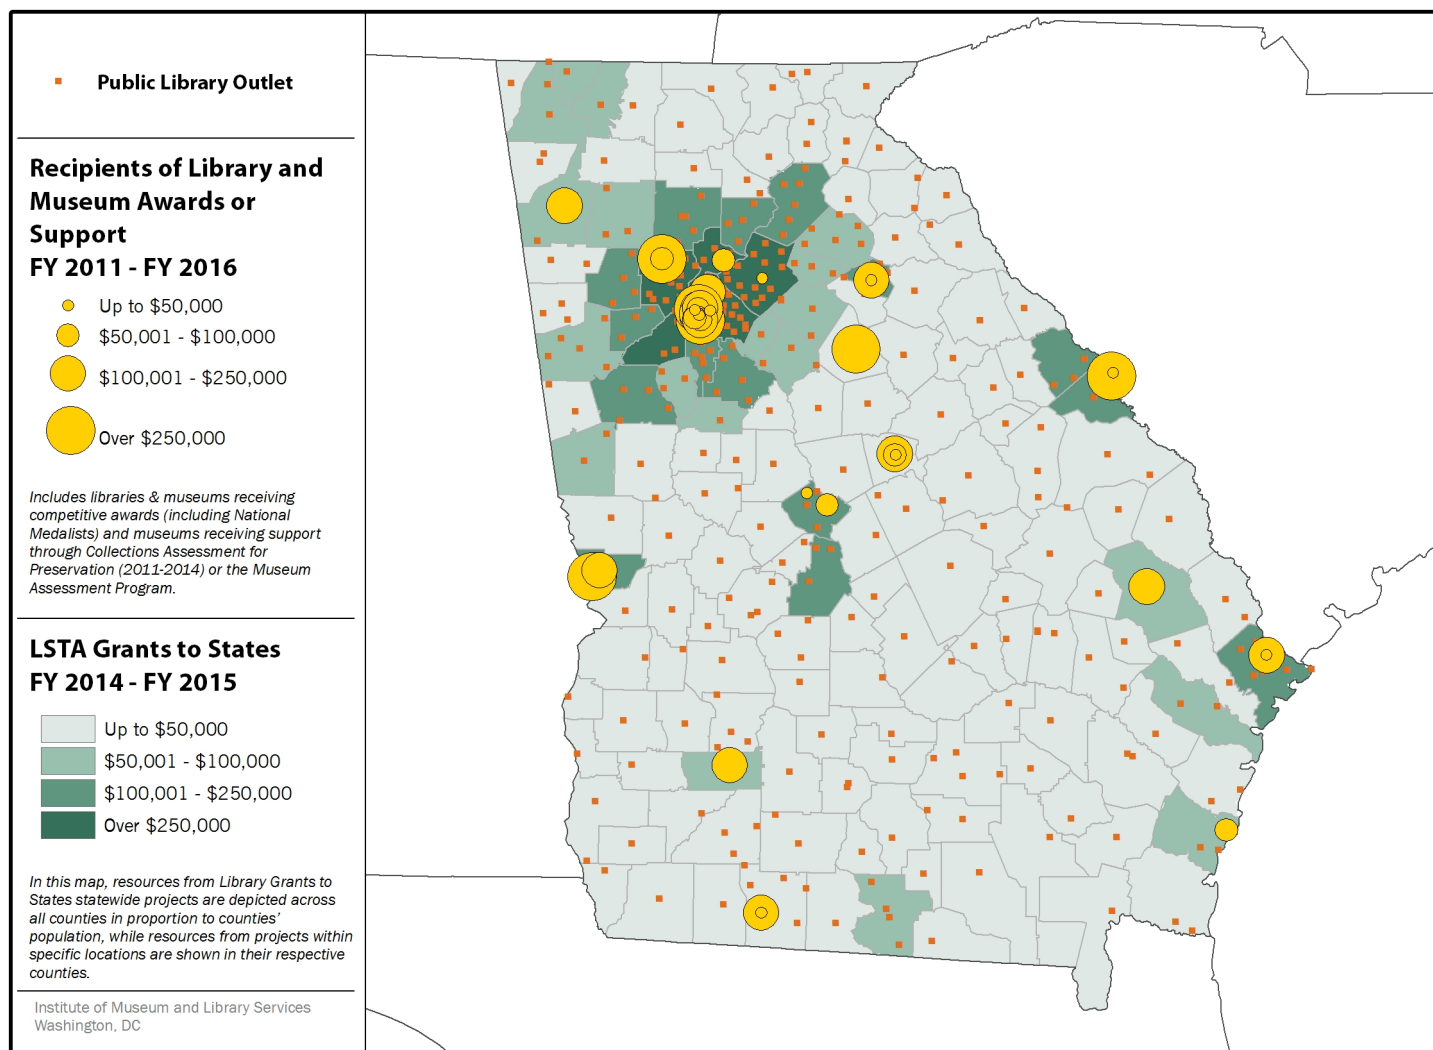 Public Library Outlet
Recipients of Library and
Museum Awards or
Support
FY 2011 - FY 2016
Up to $50,000
$50,001 - $100,000
$100,001 - $250,000
Over $250,000
Includes libraries & museums receiving
competitive awards (including National
Medalists) and museums receiving support
through Collections Assessment for
Preservation (2011-2014) or the Museum
Assessment Program.
LSTA Grants to States
FY 2014 - FY 2015
Up to $50,000
$50,001 - $100,000
$100,001 - $250,000
Over $250,000
In this map, resources from Library Grants to
States statewide projects are depicted across
all counties in proportion to counties'
population, while resources from projects within
specific locations are shown in their respective
counties.
Institute of Museum and Library Services
Washington, DC